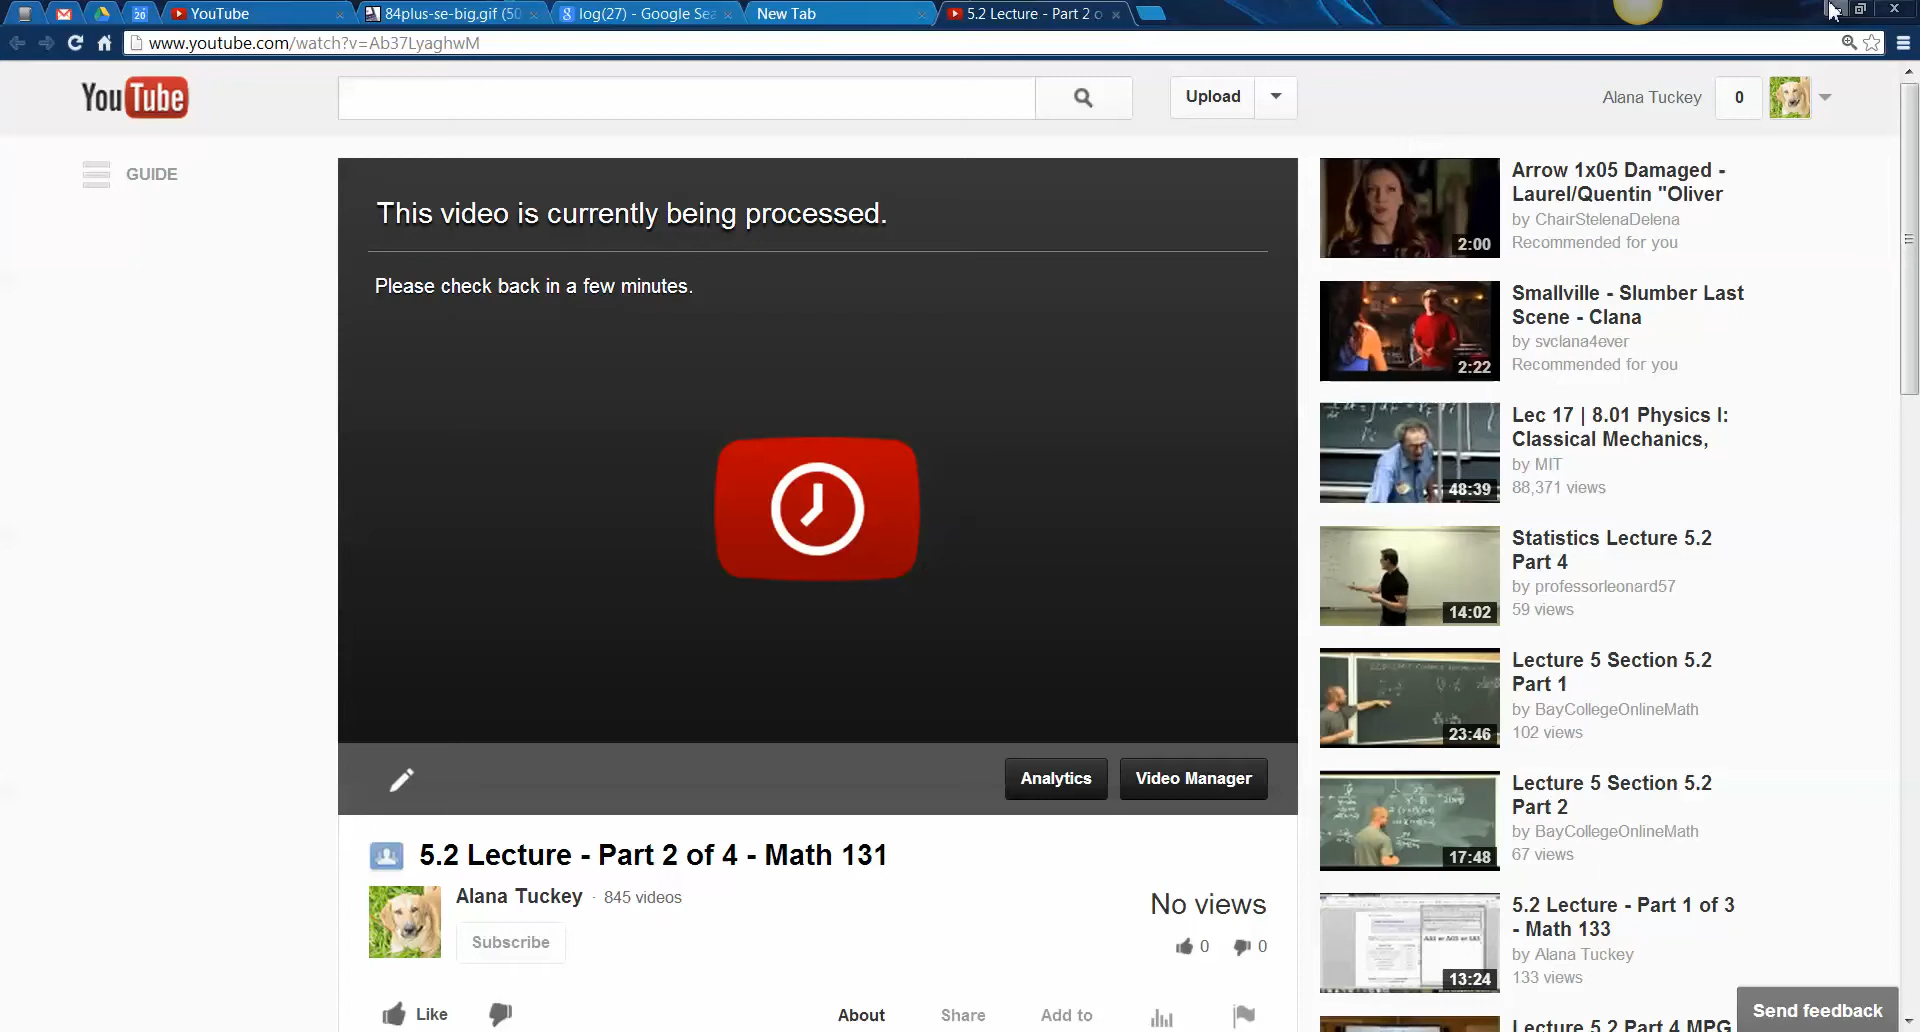 YouTube
84plus-se-big.gif (50
log(27) - Google Sea
New Tab
5.2 Lecture - Part 2 o
www.youtube.com/watch?v=Ab37LyaghwM
YouTube
Upload
Alana Tuckey
0
GUIDE
This video is currently being processed.
Please check back in a few minutes.
Analytics
Video Manager
5.2 Lecture - Part 2 of 4 - Math 131
Alana Tuckey · 845 videos
Subscribe
No views
0
0
Like
About
Share
Add to
2:00
Arrow 1x05 Damaged -
Laurel/Quentin "Oliver
by ChairStelenaDelena
Recommended for you
2:22
Smallville - Slumber Last
Scene - Clana
by svclana4ever
Recommended for you
48:39
Lec 17 | 8.01 Physics I:
Classical Mechanics,
by MIT
88,371 views
14:02
Statistics Lecture 5.2
Part 4
by professorleonard57
59 views
23:46
Lecture 5 Section 5.2
Part 1
by BayCollegeOnlineMath
102 views
17:48
Lecture 5 Section 5.2
Part 2
by BayCollegeOnlineMath
67 views
13:24
5.2 Lecture - Part 1 of 3
- Math 133
by Alana Tuckey
133 views
Lecture 5.2 Part 4 MPG
Send feedback